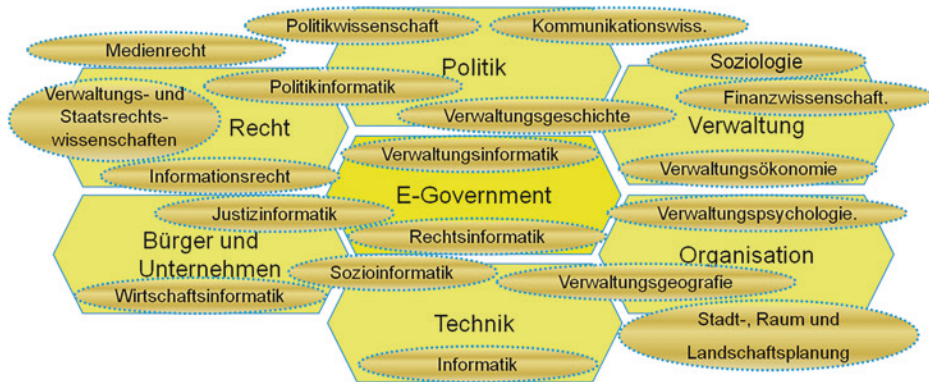 Politikwissenschaft
Kommunikationswiss.
Medienrecht
Politik
Soziologie
Politikinformatik
Verwaltungs- und
Staatsrechts-
wissenschaften
Finanzwissenschaft.
Recht
Verwaltungsgeschichte
Verwaltung
Verwaltungsinformatik
Informationsrecht
Verwaltungsökonomie
E-Government
Justizinformatik
Verwaltungspsychologie.
Bürger und
Unternehmen
Rechtsinformatik
Organisation
Sozioinformatik
Verwaltungsgeografie
Wirtschaftsinformatik
Technik
Stadt-, Raum und
Landschaftsplanung
Informatik